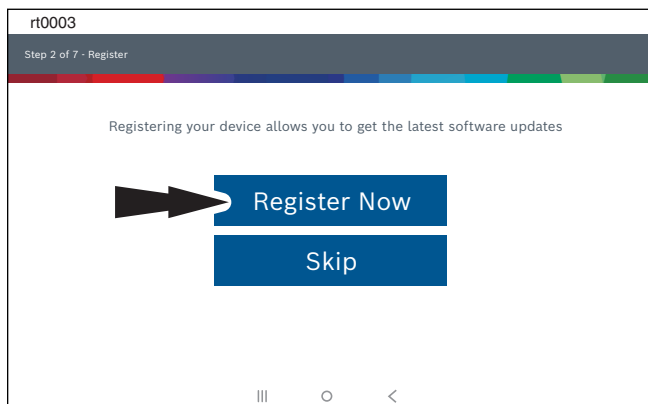 rt0003
Step 2 of 7 - Register
Registering your device allows you to get the latest software updates
Register Now
Skip